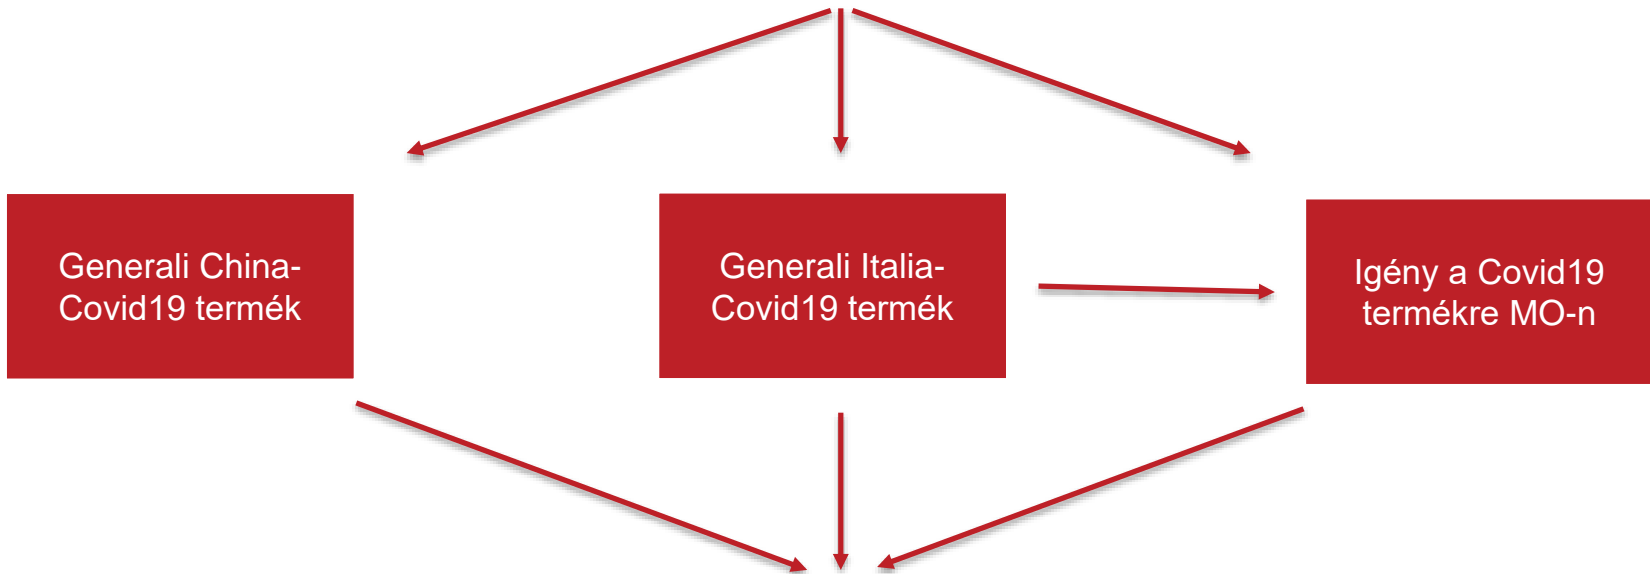 Generali China-
Covid19 termék
Generali Italia-
Covid19 termék
Igény a Covid19
termékre MO-n